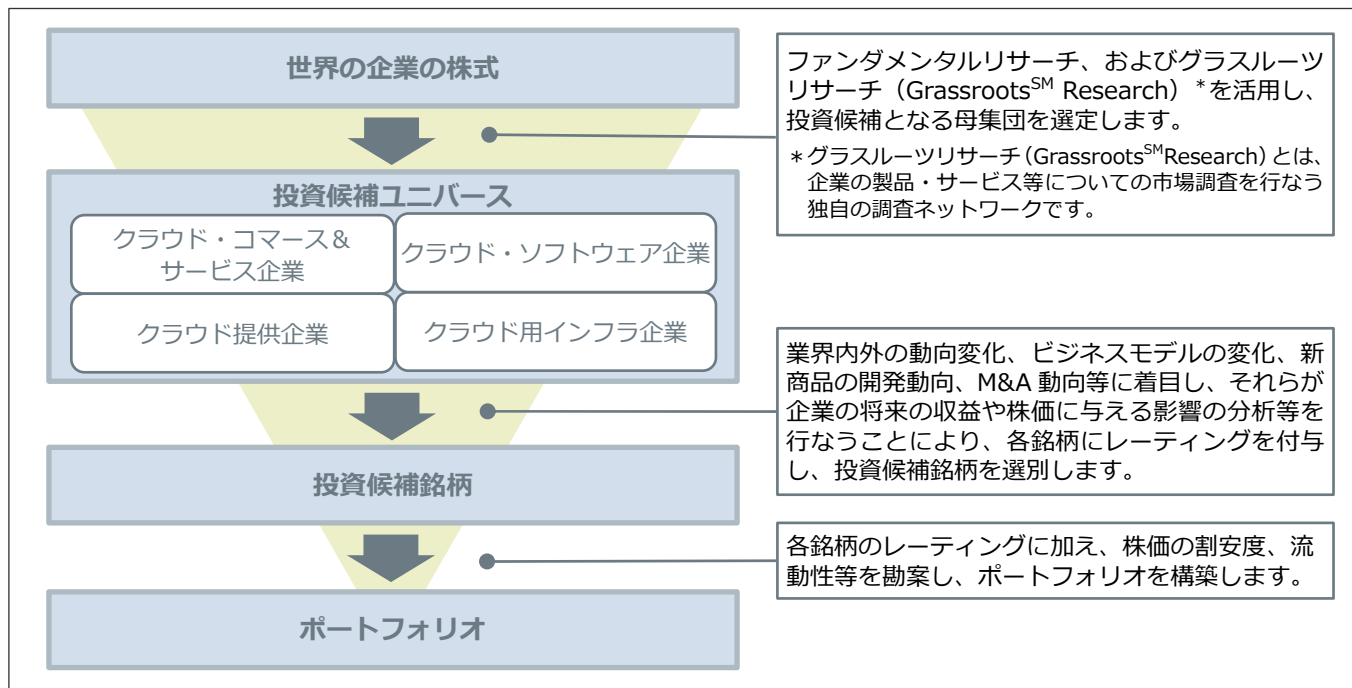 世界の企業の株式
ファンダメンタルリサーチ、およびグラスルーツ
リサーチ（Grassroots℠ Research）＊を活用し、
投資候補となる母集団を選定します。
＊グラスルーツリサーチ（Grassroots℠Research）とは、
企業の製品・サービス等についての市場調査を行なう
独自の調査ネットワークです。
投資候補ユニバース
クラウド・コマース＆
サービス企業
クラウド・ソフトウェア企業
クラウド提供企業
クラウド用インフラ企業
業界内外の動向変化、ビジネスモデルの変化、新
商品の開発動向、M&A 動向等に着目し、それらが
企業の将来の収益や株価に与える影響の分析等を
行なうことにより、各銘柄にレーティングを付与
し、投資候補銘柄を選別します。
投資候補銘柄
各銘柄のレーティングに加え、株価の割安度、流
動性等を勘案し、ポートフォリオを構築します。
ポートフォリオ